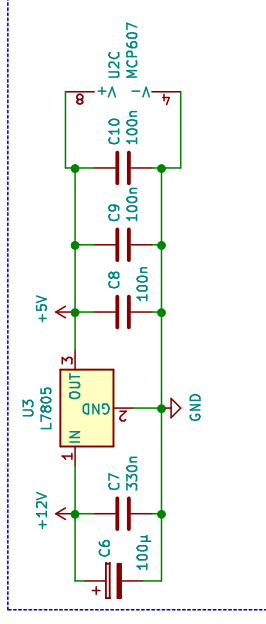 C6
100µ
+
+12V
C7
330n
U3
L7805
1
IN
GND
2
OUT
3
GND
+5V
C8
100n
C9
100n
C10
100n
U2C
MCP607
8
V+
V-
4